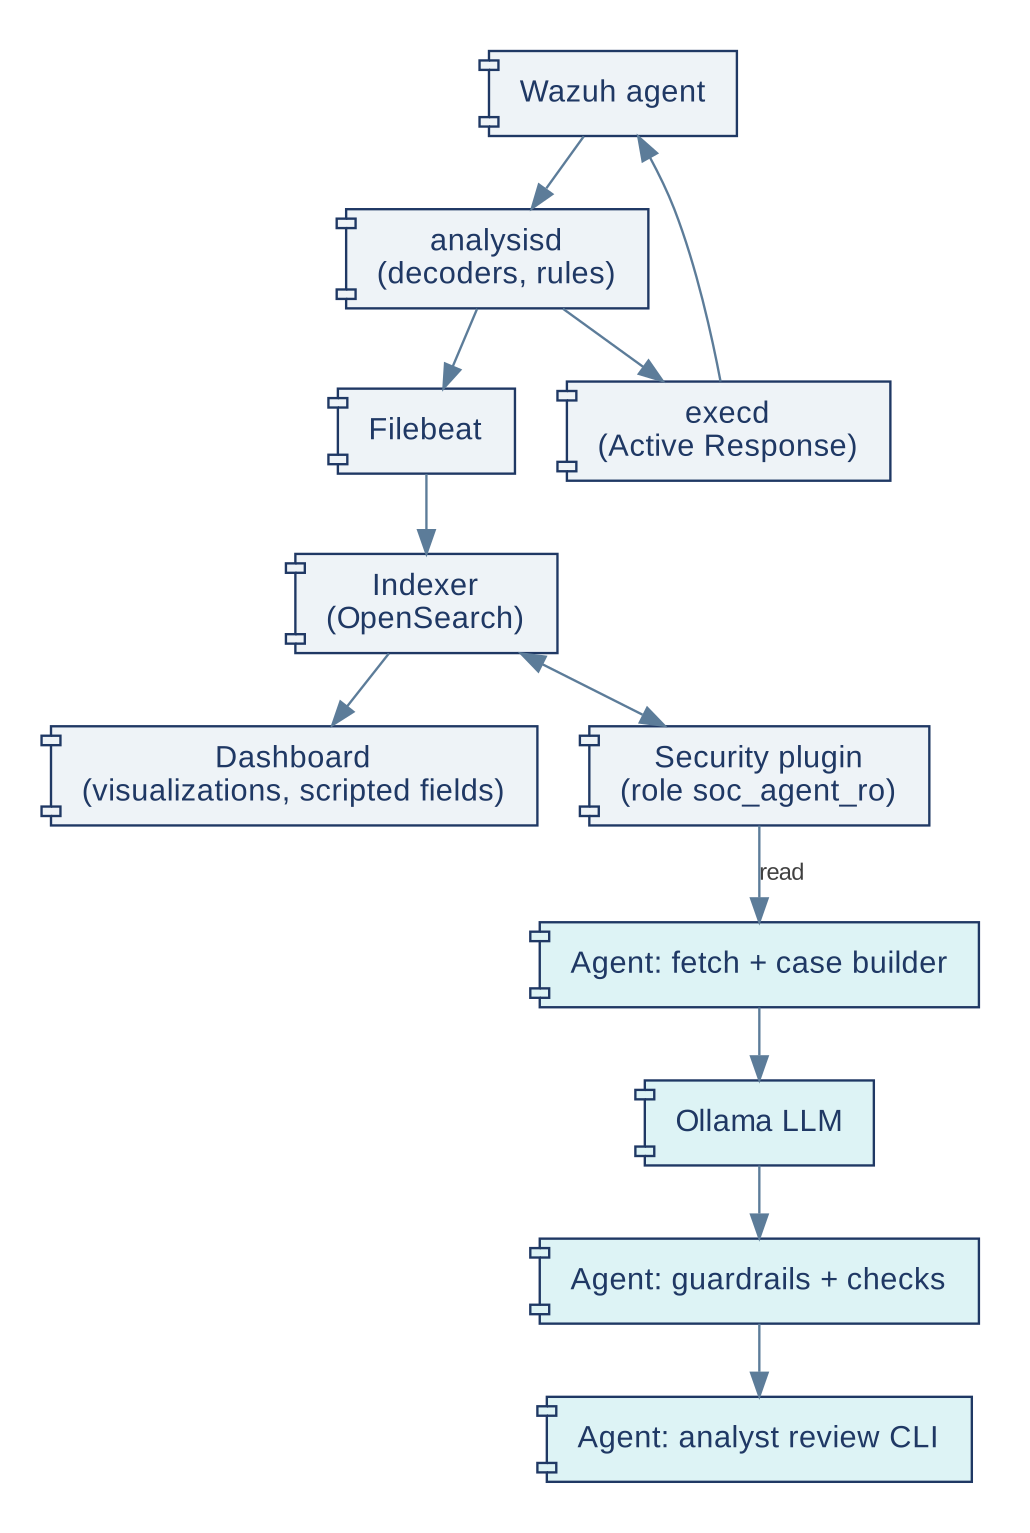 Wazuh agent
analysisd
(decoders, rules)
Filebeat
execd
(Active Response)
Indexer
(OpenSearch)
Dashboard
(visualizations, scripted fields)
Security plugin
(role soc_agent_ro)
read
Agent: fetch + case builder
Ollama LLM
Agent: guardrails + checks
Agent: analyst review CLI